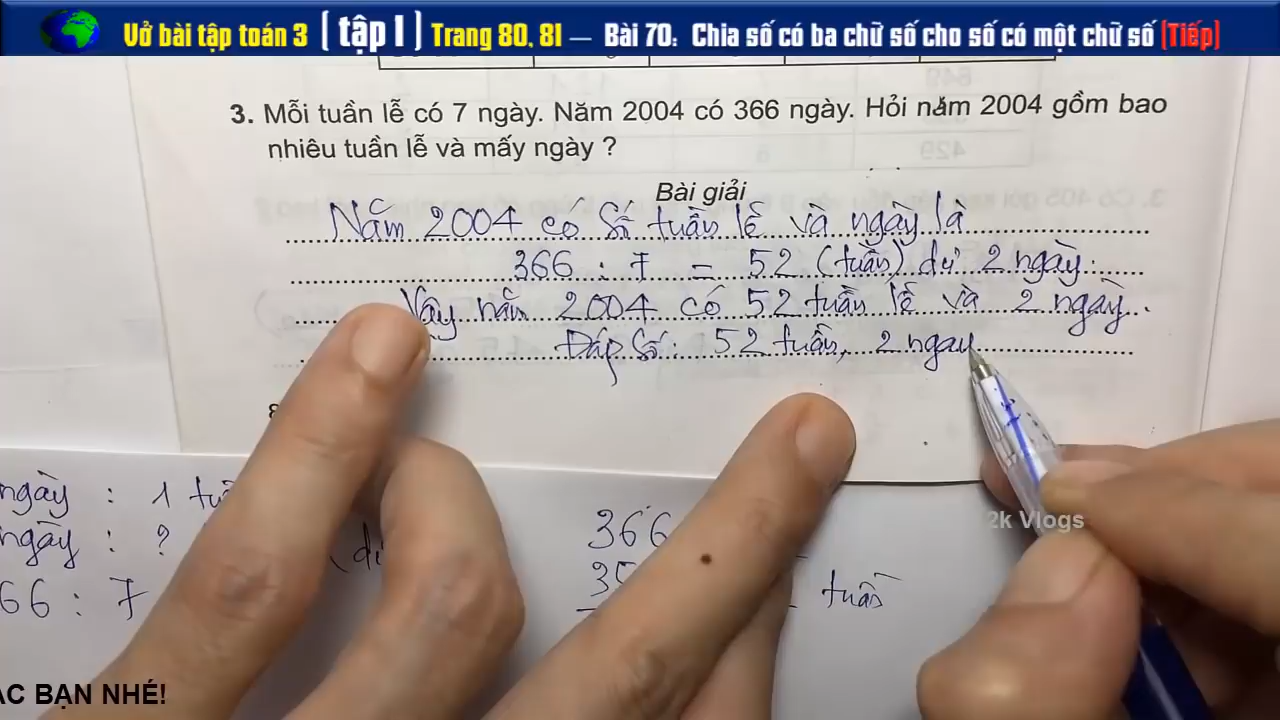 Vở bài tập toán 3 [ tập 1 ] Trang 80, 81 – Bài 70: Chia số có ba chữ số cho số có một chữ số [Tiếp]
3. Mỗi tuần lễ có 7 ngày. Năm 2004 có 366 ngày. Hỏi năm 2004 gồm bao
nhiêu tuần lễ và mấy ngày ?
Bài giải
Năm 2004 có số tuần lễ và ngày là
366 : 7 = 52 (tuần) dư 2 ngày.
Vậy năm 2004 có 52 tuần lễ và 2 ngày.
Đáp số: 52 tuần, 2 ngay
ngày : 1
ngày : ?
66 : 7
366
tuần
2k Vlogs
BẠN NHÉ!